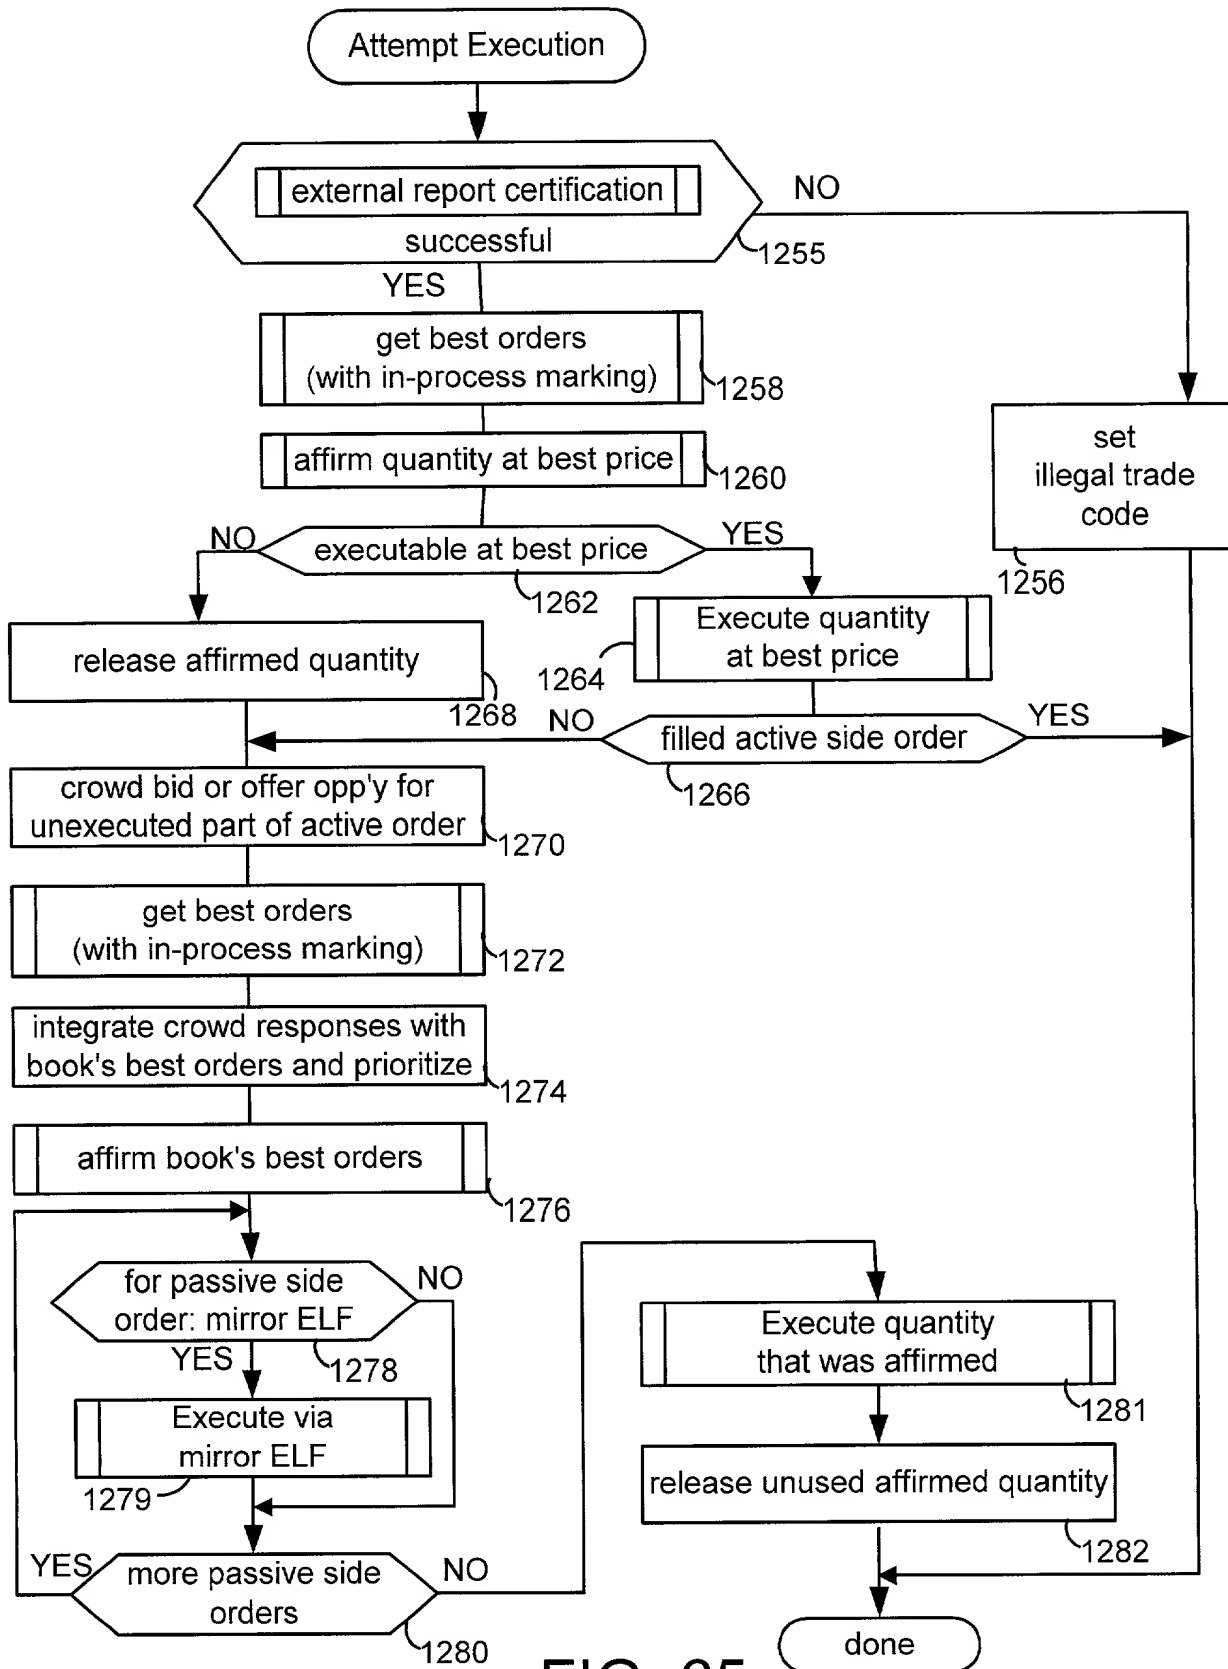 Attempt Execution
external report certification
successful
NO
1255
YES
get best orders
(with in-process marking)
1258
set
illegal trade
code
1256
affirm quantity at best price
1260
NO
executable at best price
YES
1262
Execute quantity
at best price
1264
release affirmed quantity
1268
NO
filled active side order
YES
1266
crowd bid or offer opp'y for
unexecuted part of active order
1270
get best orders
(with in-process marking)
1272
integrate crowd responses with
book's best orders and prioritize
1274
affirm book's best orders
1276
for passive side
order: mirror ELF
NO
YES
1278
Execute via
mirror ELF
1279
YES
more passive side
orders
NO
1280
Execute quantity
that was affirmed
1281
release unused affirmed quantity
1282
done